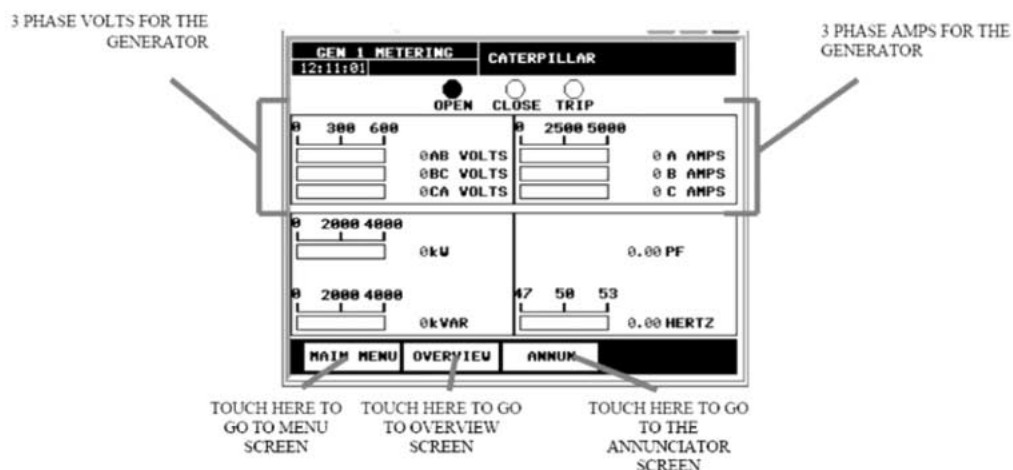 3 PHASE VOLTS FOR THE
GENERATOR
3 PHASE AMPS FOR THE
GENERATOR
GEN 1 METERING
CATERPILLAR
12:11:01
OPEN CLOSE TRIP
0 300 600
0AB VOLTS
0BC VOLTS
0CA VOLTS
0 2500 5000
0 A AMPS
0 B AMPS
0 C AMPS
0 2000 4000
0kW
0.00 PF
0 2000 4000
0kVAR
47 50 53
0.00 HERTZ
MAIN MENU OVERVIEW ANNUN
TOUCH HERE TO
GO TO MENU
SCREEN
TOUCH HERE TO GO
TO OVERVIEW
SCREEN
TOUCH HERE TO GO
TO THE
ANNUNCIATOR
SCREEN